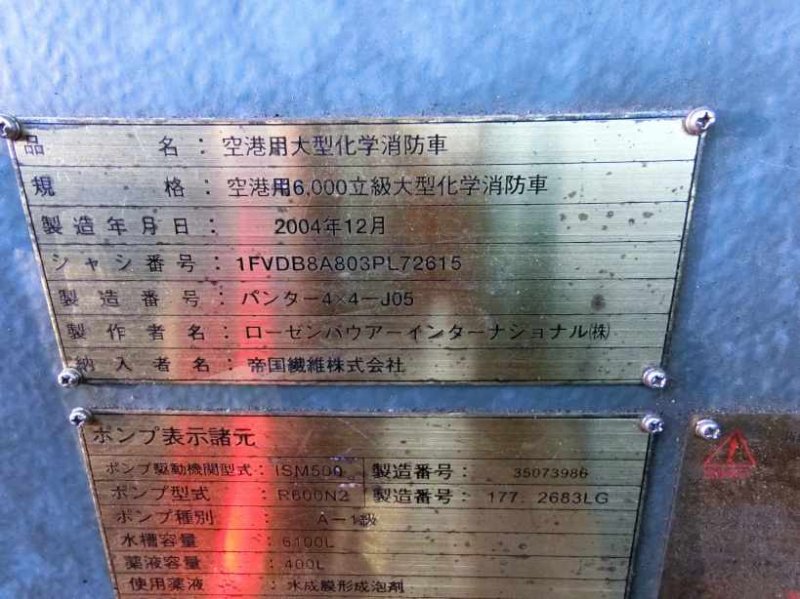 品名：空港用大型化学消防車
規格：空港用6,000立級大型化学消防車
製造年月日：2004年12月
シャシ番号：1FVDB8A803PL72615
製造番号：パンター4×4ーJ05
製作者名：ローゼンバウアーインターナショナル㈱
納入者名：帝国繊維株式会社
ポンプ表示諸元
ポンプ駆動機関型式：ISM500 製造番号：35073986
ポンプ型式：R600N2 製造番号：177. 2683LG
ポンプ種別：A－1級
水槽容量：6100L
薬液容量：400L
使用薬液：水成膜形成泡剤